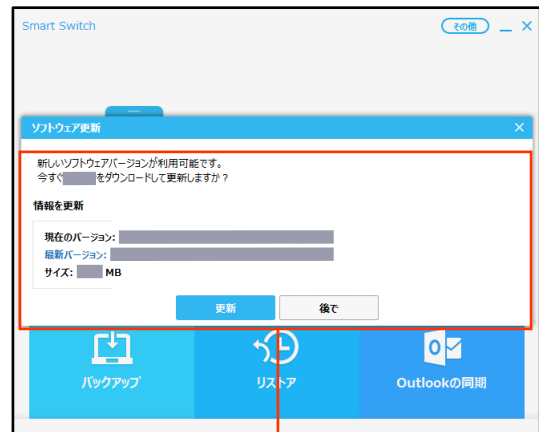 Smart Switch
その他
ソフトウェア更新
新しいソフトウェアバージョンが利用可能です。
今すぐ をダウンロードして更新しますか？
情報を更新
現在のバージョン:
最新バージョン:
サイズ: MB
更新 後で
バックアップ リストア Outlookの同期